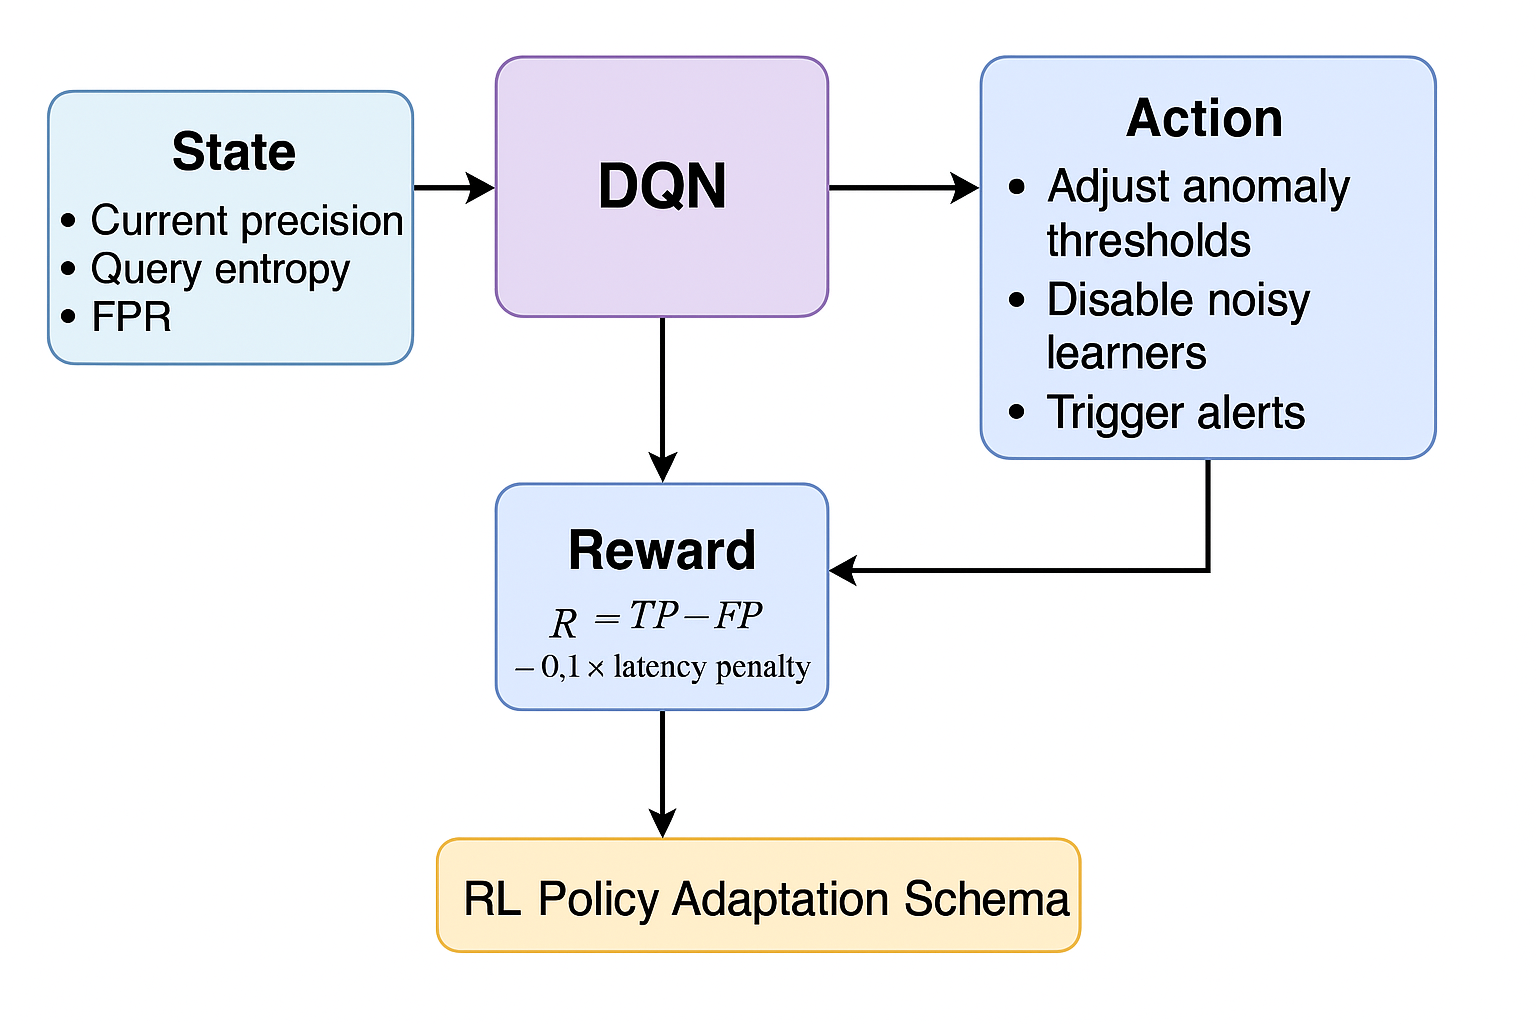 State
• Current precision
• Query entropy
• FPR
DQN
Action
• Adjust anomaly
thresholds
• Disable noisy
learners
• Trigger alerts
Reward
R = TP − FP
− 0,1 × latency penalty
RL Policy Adaptation Schema